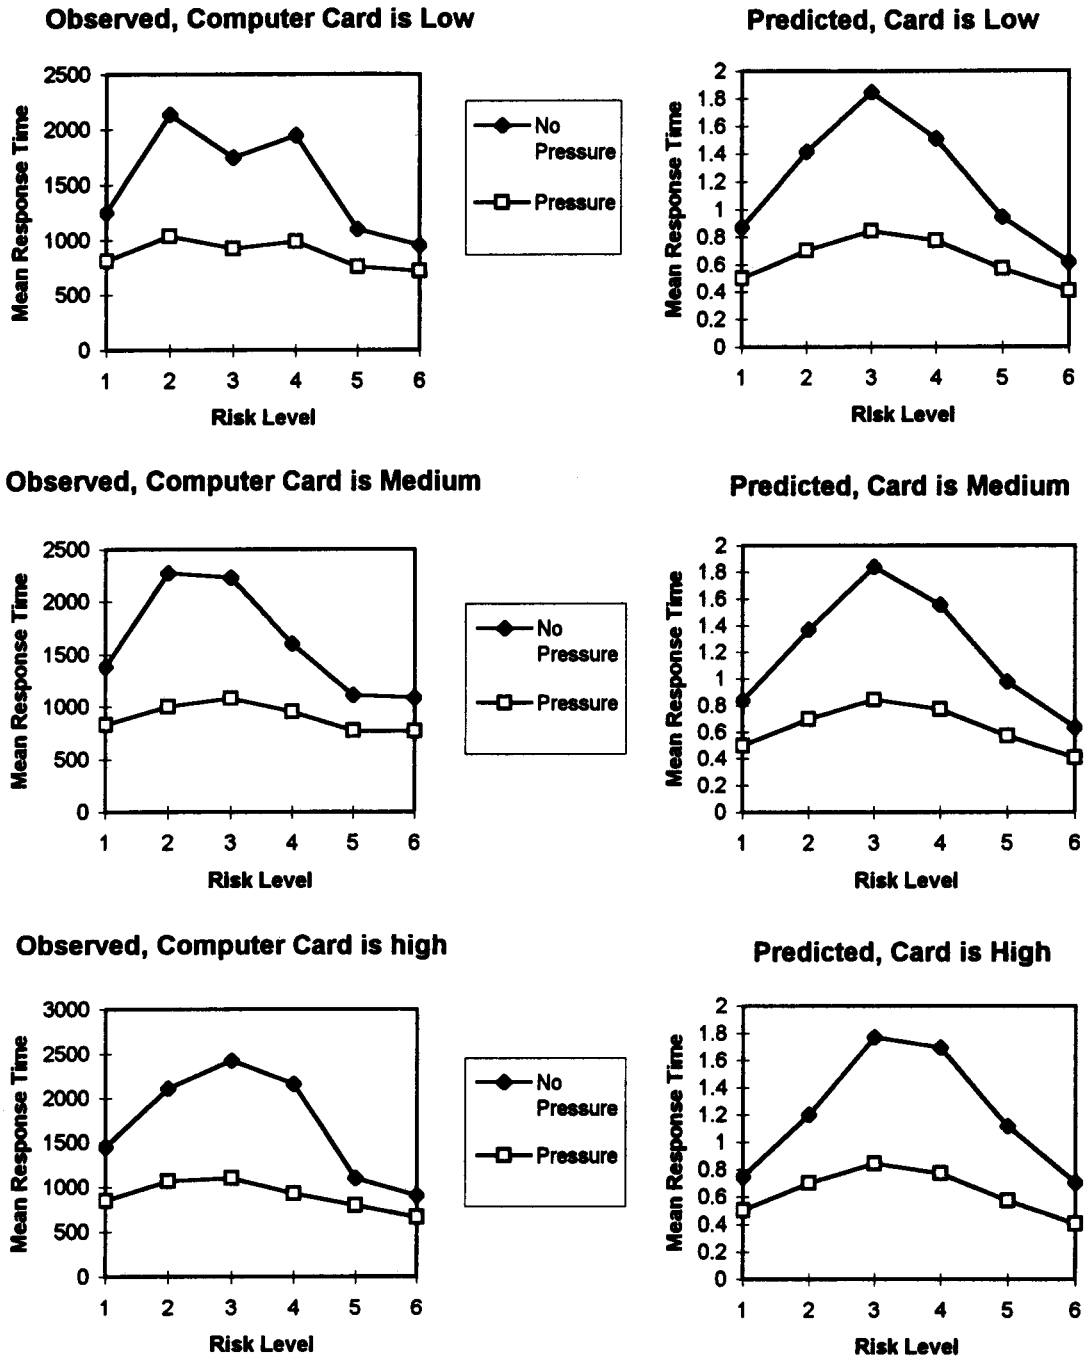 Observed, Computer Card is Low
Mean Response Time
2500
2000
1500
1000
500
0
1 2 3 4 5 6
Risk Level
No
Pressure
Pressure
Predicted, Card is Low
Mean Response Time
2
1.8
1.6
1.4
1.2
1
0.8
0.6
0.4
0.2
0
1 2 3 4 5 6
Risk Level
Observed, Computer Card is Medium
Mean Response Time
2500
2000
1500
1000
500
0
1 2 3 4 5 6
Risk Level
No
Pressure
Pressure
Predicted, Card is Medium
Mean Response Time
2
1.8
1.6
1.4
1.2
1
0.8
0.6
0.4
0.2
0
1 2 3 4 5 6
Risk Level
Observed, Computer Card is high
Mean Response Time
3000
2500
2000
1500
1000
500
0
1 2 3 4 5 6
Risk Level
No
Pressure
Pressure
Predicted, Card is High
Mean Response Time
2
1.8
1.6
1.4
1.2
1
0.8
0.6
0.4
0.2
0
1 2 3 4 5 6
Risk Level